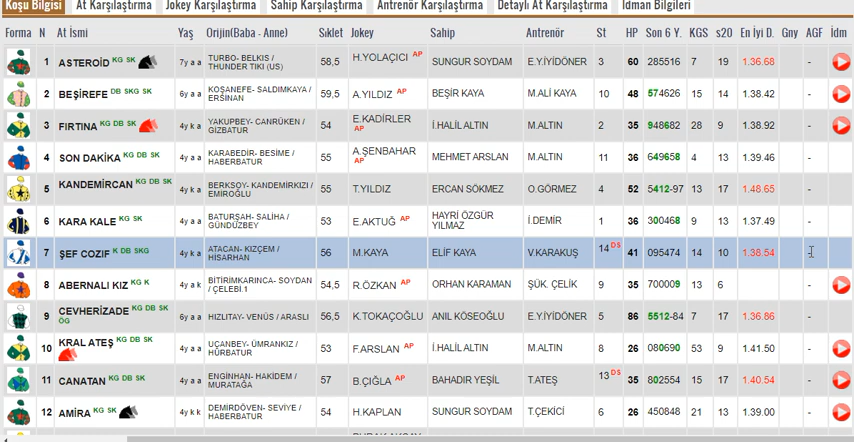 Koşu Bilgisi At Karşılaştırma Jokey Karşılaştırma Sahip Karşılaştırma Antrenör Karşılaştırma Detaylı At Karşılaştırma İdman Bilgileri
Forma N At İsmi Yaş Orijin(Baba - Anne) Sıklet Jokey Sahip Antrenör St HP Son 6 Y. KGS s20 En İyi D. Gny AGF İdm
1 ASTEROİD KG SK 7y a a TURBO- BELKIS / THUNDER TIKI (US) 58,5 H.YOLAÇICI AP SUNGUR SOYDAM E.Y.İYİDÖNER 3 60 285516 7 19 1.36.68 -
2 BEŞİREFE DB SKG SK 6y a a KOŞANEFE- SALDIMKAYA / ERSİNAN 59,5 A.YILDIZ AP BEŞİR KAYA M.ALİ KAYA 10 48 574626 15 14 1.38.42 -
3 FIRTINA KG DB SK 4y k a YAKUPBEY- CANRÜKEN / GİZBATUR 54 E.KADİRLER AP İ.HALİL ALTIN M.ALTIN 2 35 948682 28 9 1.38.92 -
4 SON DAKİKA KG DB SK 4y a a KARABEDİR- BESİME / HABERBATUR 55 A.ŞENBAHAR AP MEHMET ARSLAN M.ALTIN 11 36 649658 4 13 1.39.46 -
5 KANDEMİRCAN KG DB SK 4y k a BERKSOY- KANDEMİRKIZI / EMİROĞLU 55 T.YILDIZ ERCAN SÖKMEZ O.GÖRMEZ 4 52 5412-97 13 17 1.48.65 -
6 KARA KALE KG SK 4y a a BATURŞAH- SALİHA / GÜNDÜZBEY 53 E.AKTUĞ AP HAYRİ ÖZGÜR YILMAZ İ.DEMİR 1 36 300468 9 13 1.37.49 -
7 ŞEF COZIF K DB SKG 4y k a ATACAN- KIZÇEM / HİSARHAN 56 M.KAYA ELİF KAYA V.KARAKUŞ 14 DS 41 095474 14 10 1.38.54 -
8 ABERNALI KIZ KG K 4y a k BİTİRİMKARINCA- SOYDAN / ÇELEBİ.1 54,5 R.ÖZKAN AP ORHAN KARAMAN ŞÜK. ÇELİK 9 35 700009 13 6 -
9 CEVHERİZADE KG DB SK ÖG 6y a a HIZLITAY- VENÜS / ARASLI 56,5 K.TOKAÇOĞLU ANIL KÖSEOĞLU E.Y.İYİDÖNER 5 86 5512-84 7 17 1.36.86 -
10 KRAL ATEŞ KG DB SK 4y a a UÇANBEY- ÜMRANKIZ / HÜRBATUR 53 F.ARSLAN AP İ.HALİL ALTIN M.ALTIN 8 26 080690 53 9 1.41.50 -
11 CANATAN KG DB SK 4y a a ENGİNHAN- HAKİDEM / MURATAĞA 57 B.ÇIĞLA AP BAHADIR YEŞİL T.ATEŞ 13 DS 35 802554 15 17 1.40.54 -
12 AMİRA KG SK 4y k k DEMİRDÖVEN- SEVİYE / HABERBATUR 54 H.KAPLAN SUNGUR SOYDAM T.ÇEKİCİ 6 26 450848 21 13 1.39.00 -